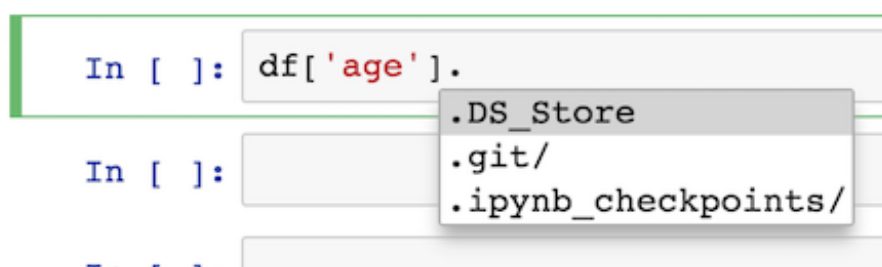 In [ ]: df['age'].
.DS_Store
.git/
In [ ]:
.ipynb_checkpoints/